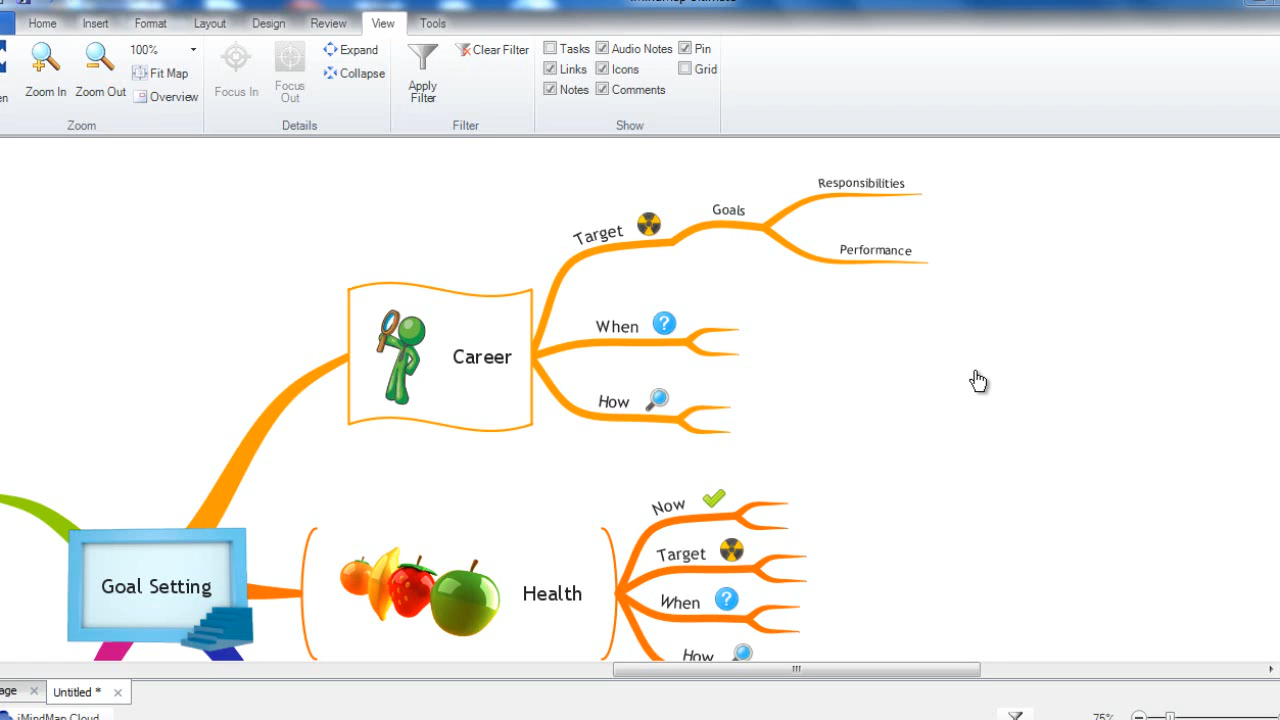 iMindMap Ultimate
Home Insert Format Layout Design Review View Tools
100% Expand Clear Filter Tasks Audio Notes Pin
Fit Map Collapse Links Icons Grid
Zoom In Zoom Out Overview Focus In Focus Out Apply Filter Notes Comments
Zoom Details Filter Show
Responsibilities
Goals
Target
Performance
When
Career
How
Now
Target
Goal Setting
Health
When
How
age Untitled *
iMindMap Cloud 75%